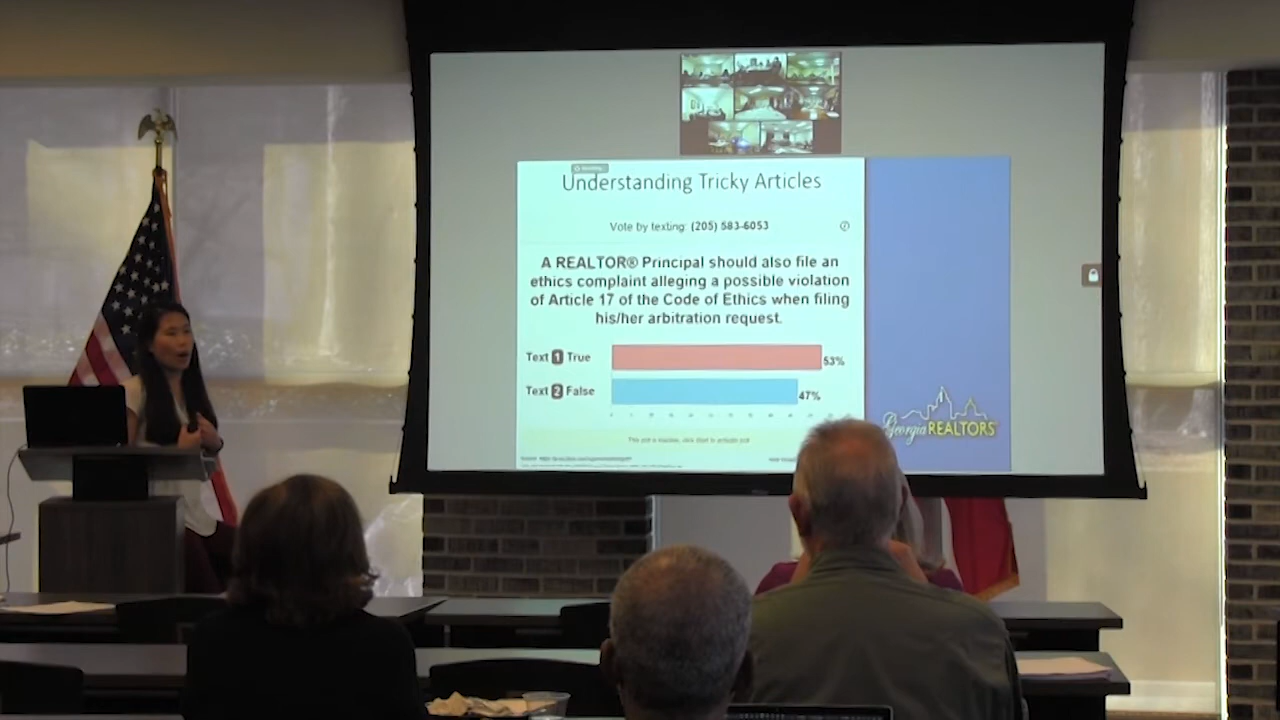 Understanding Tricky Articles
Vote by texting: (205) 583-6053
A REALTOR® Principal should also file an
ethics complaint alleging a possible violation
of Article 17 of the Code of Ethics when filing
his/her arbitration request.
Text 1 True
53%
Text 2 False
47%
Georgia REALTORS®